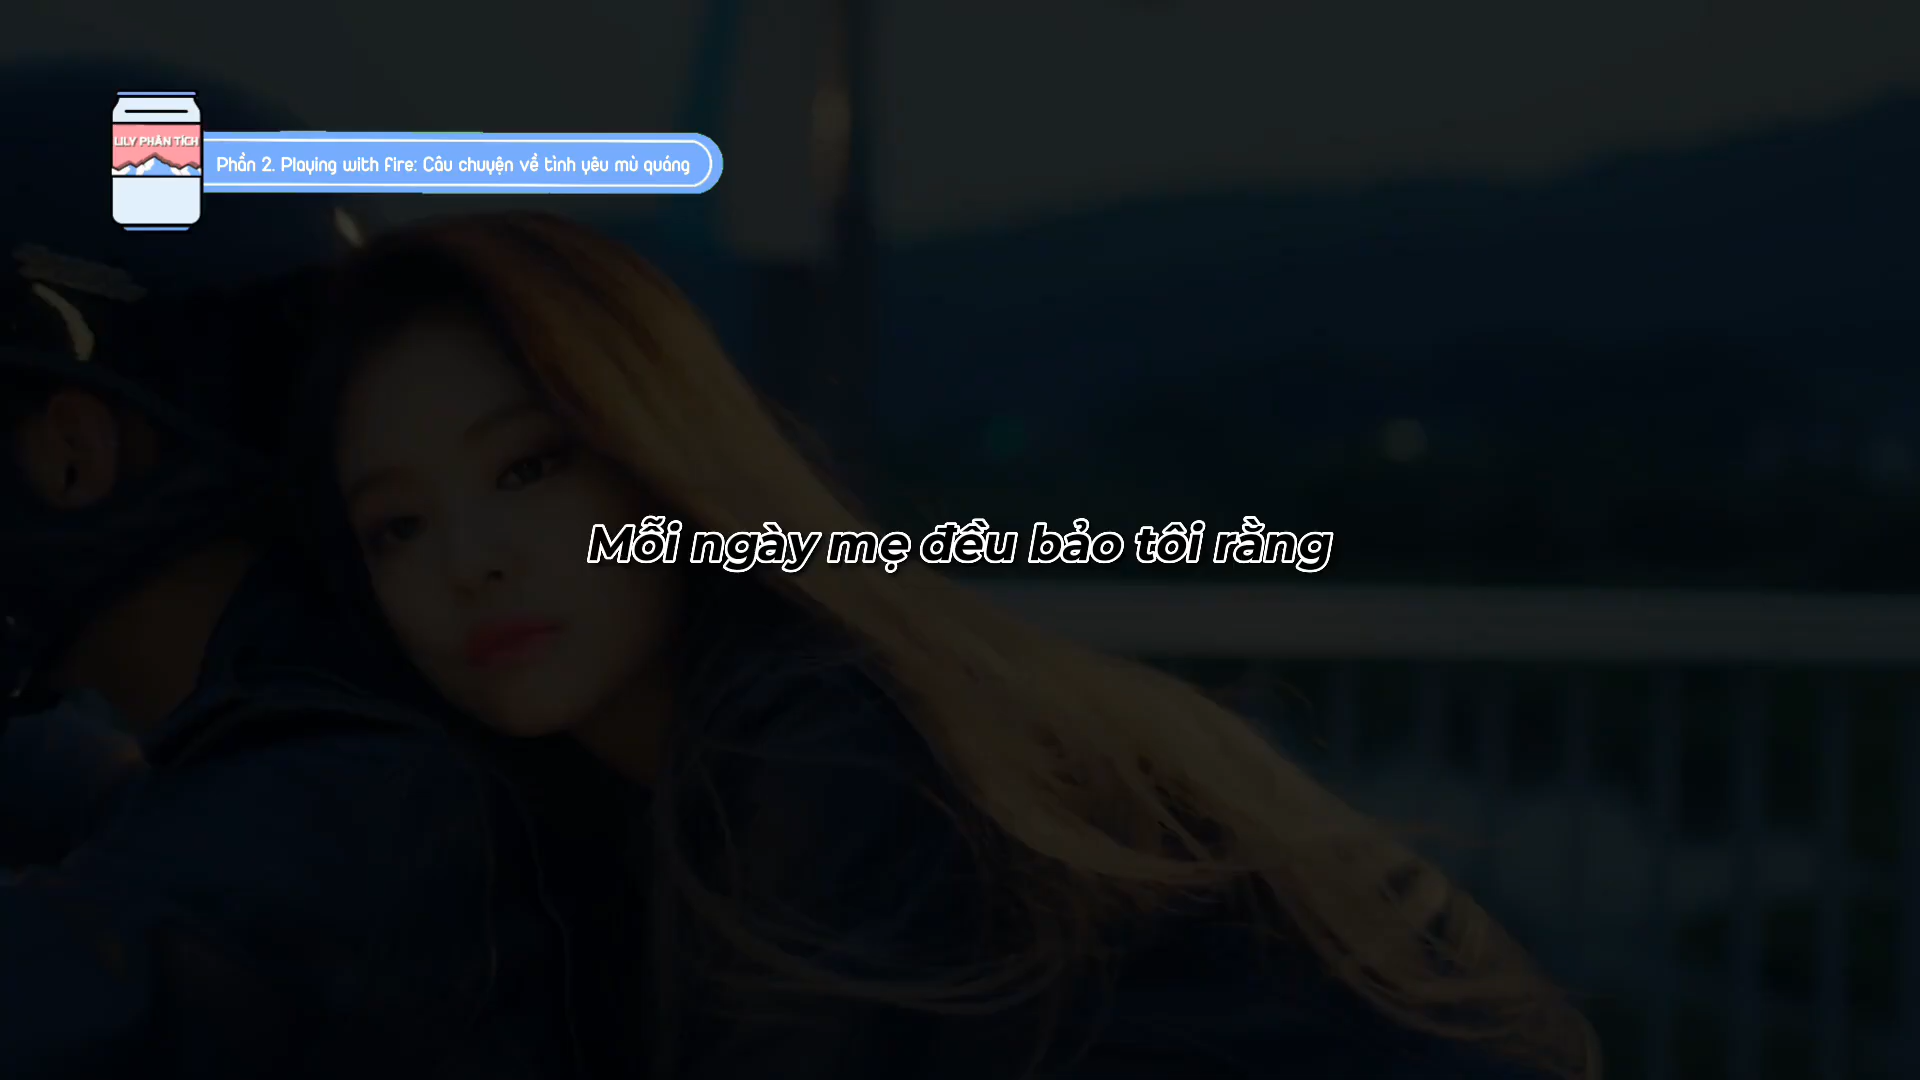 LILY PHÂN TÍCH
Phần 2. Playing with fire: Câu chuyện về tình yêu mù quáng
Mỗi ngày mẹ đều bảo tôi rằng